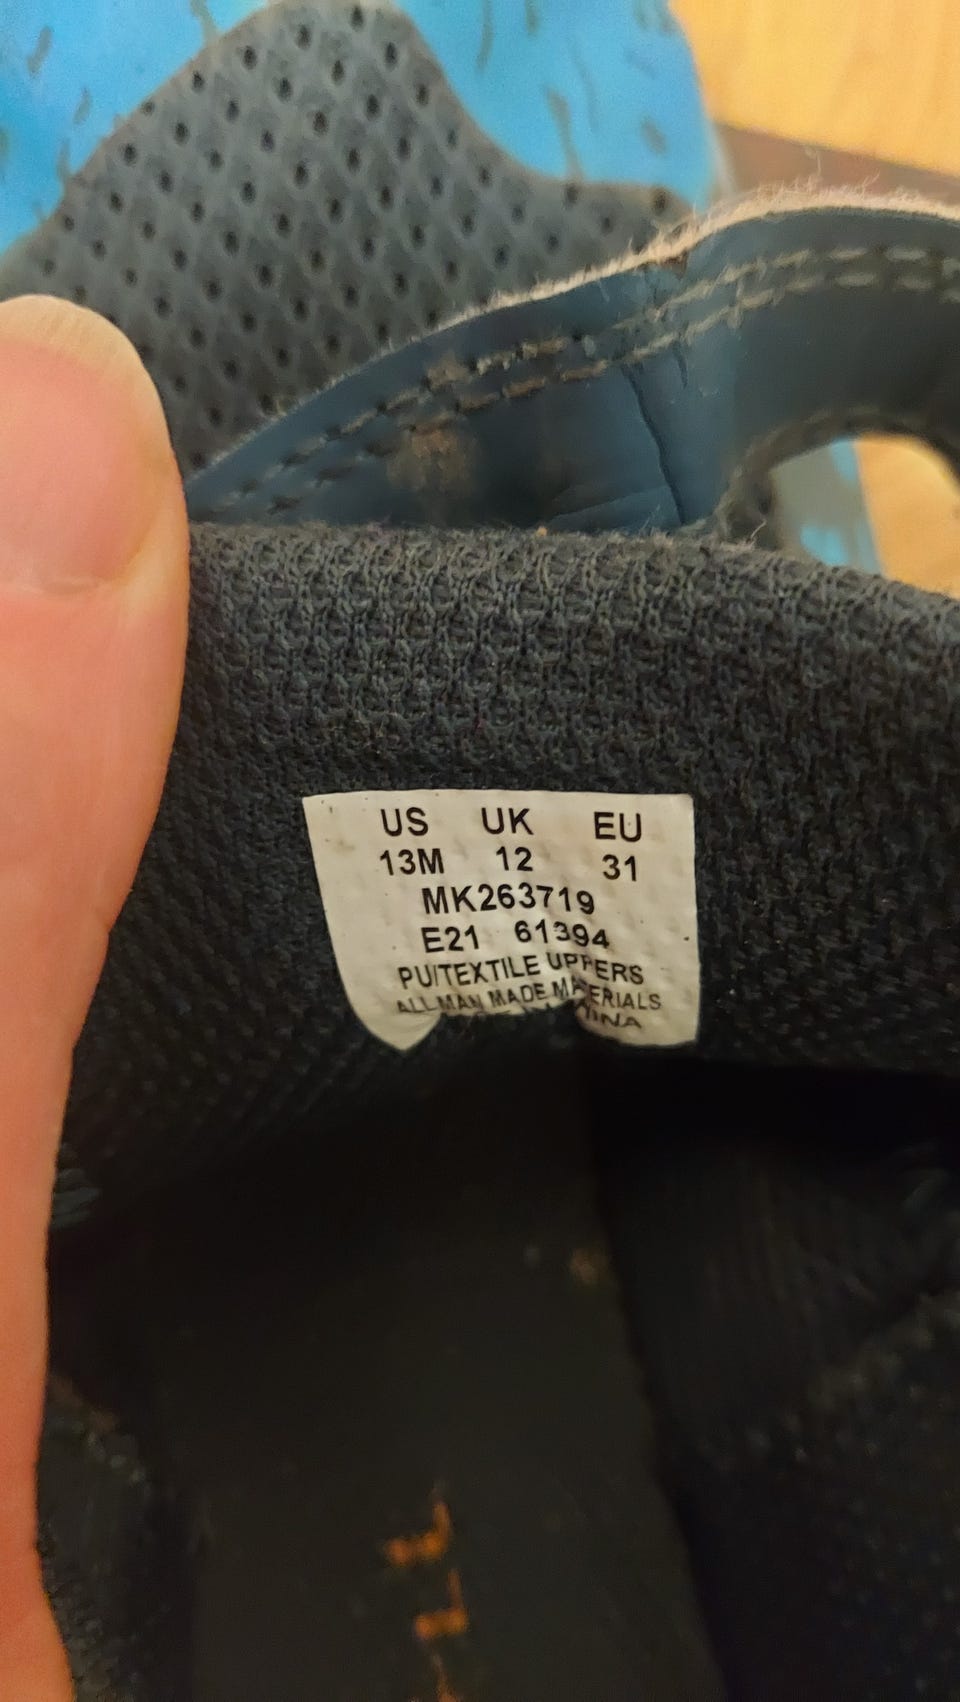 US UK EU
13M 12 31
MK263719
E21 61394
PU/TEXTILE UPPERS
ALL MAN MADE MATERIALS